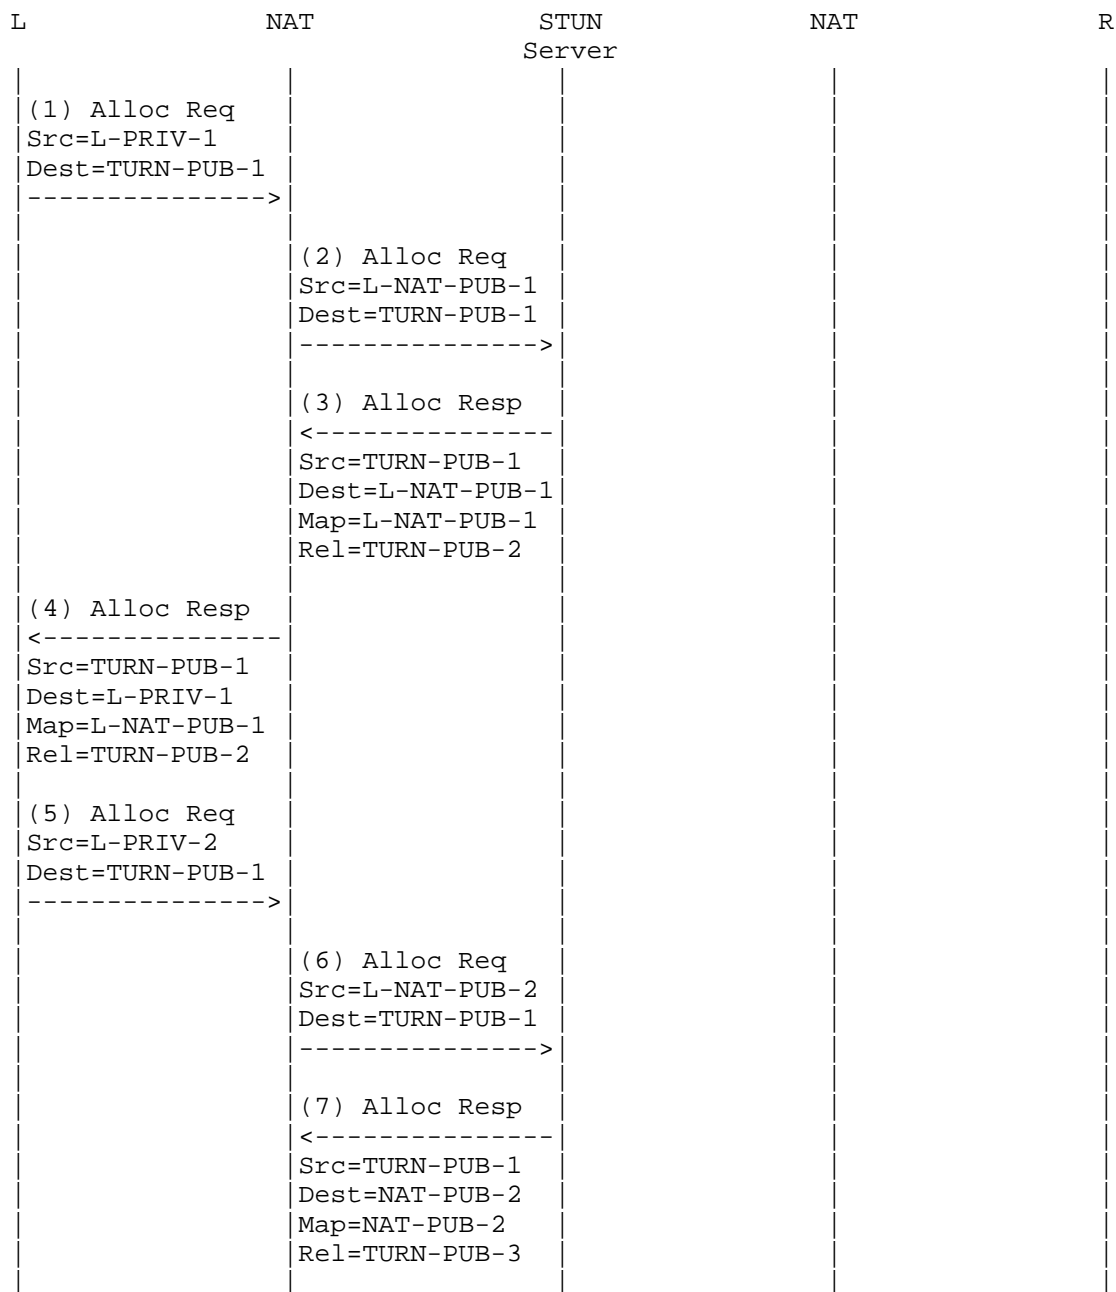 L NAT STUN NAT R
Server
(1) Alloc Req
Src=L-PRIV-1
Dest=TURN-PUB-1
--------------->
(2) Alloc Req
Src=L-NAT-PUB-1
Dest=TURN-PUB-1
--------------->
(3) Alloc Resp
<---------------
Src=TURN-PUB-1
Dest=L-NAT-PUB-1
Map=L-NAT-PUB-1
Rel=TURN-PUB-2
(4) Alloc Resp
<---------------
Src=TURN-PUB-1
Dest=L-PRIV-1
Map=L-NAT-PUB-1
Rel=TURN-PUB-2
(5) Alloc Req
Src=L-PRIV-2
Dest=TURN-PUB-1
--------------->
(6) Alloc Req
Src=L-NAT-PUB-2
Dest=TURN-PUB-1
--------------->
(7) Alloc Resp
<---------------
Src=TURN-PUB-1
Dest=NAT-PUB-2
Map=NAT-PUB-2
Rel=TURN-PUB-3